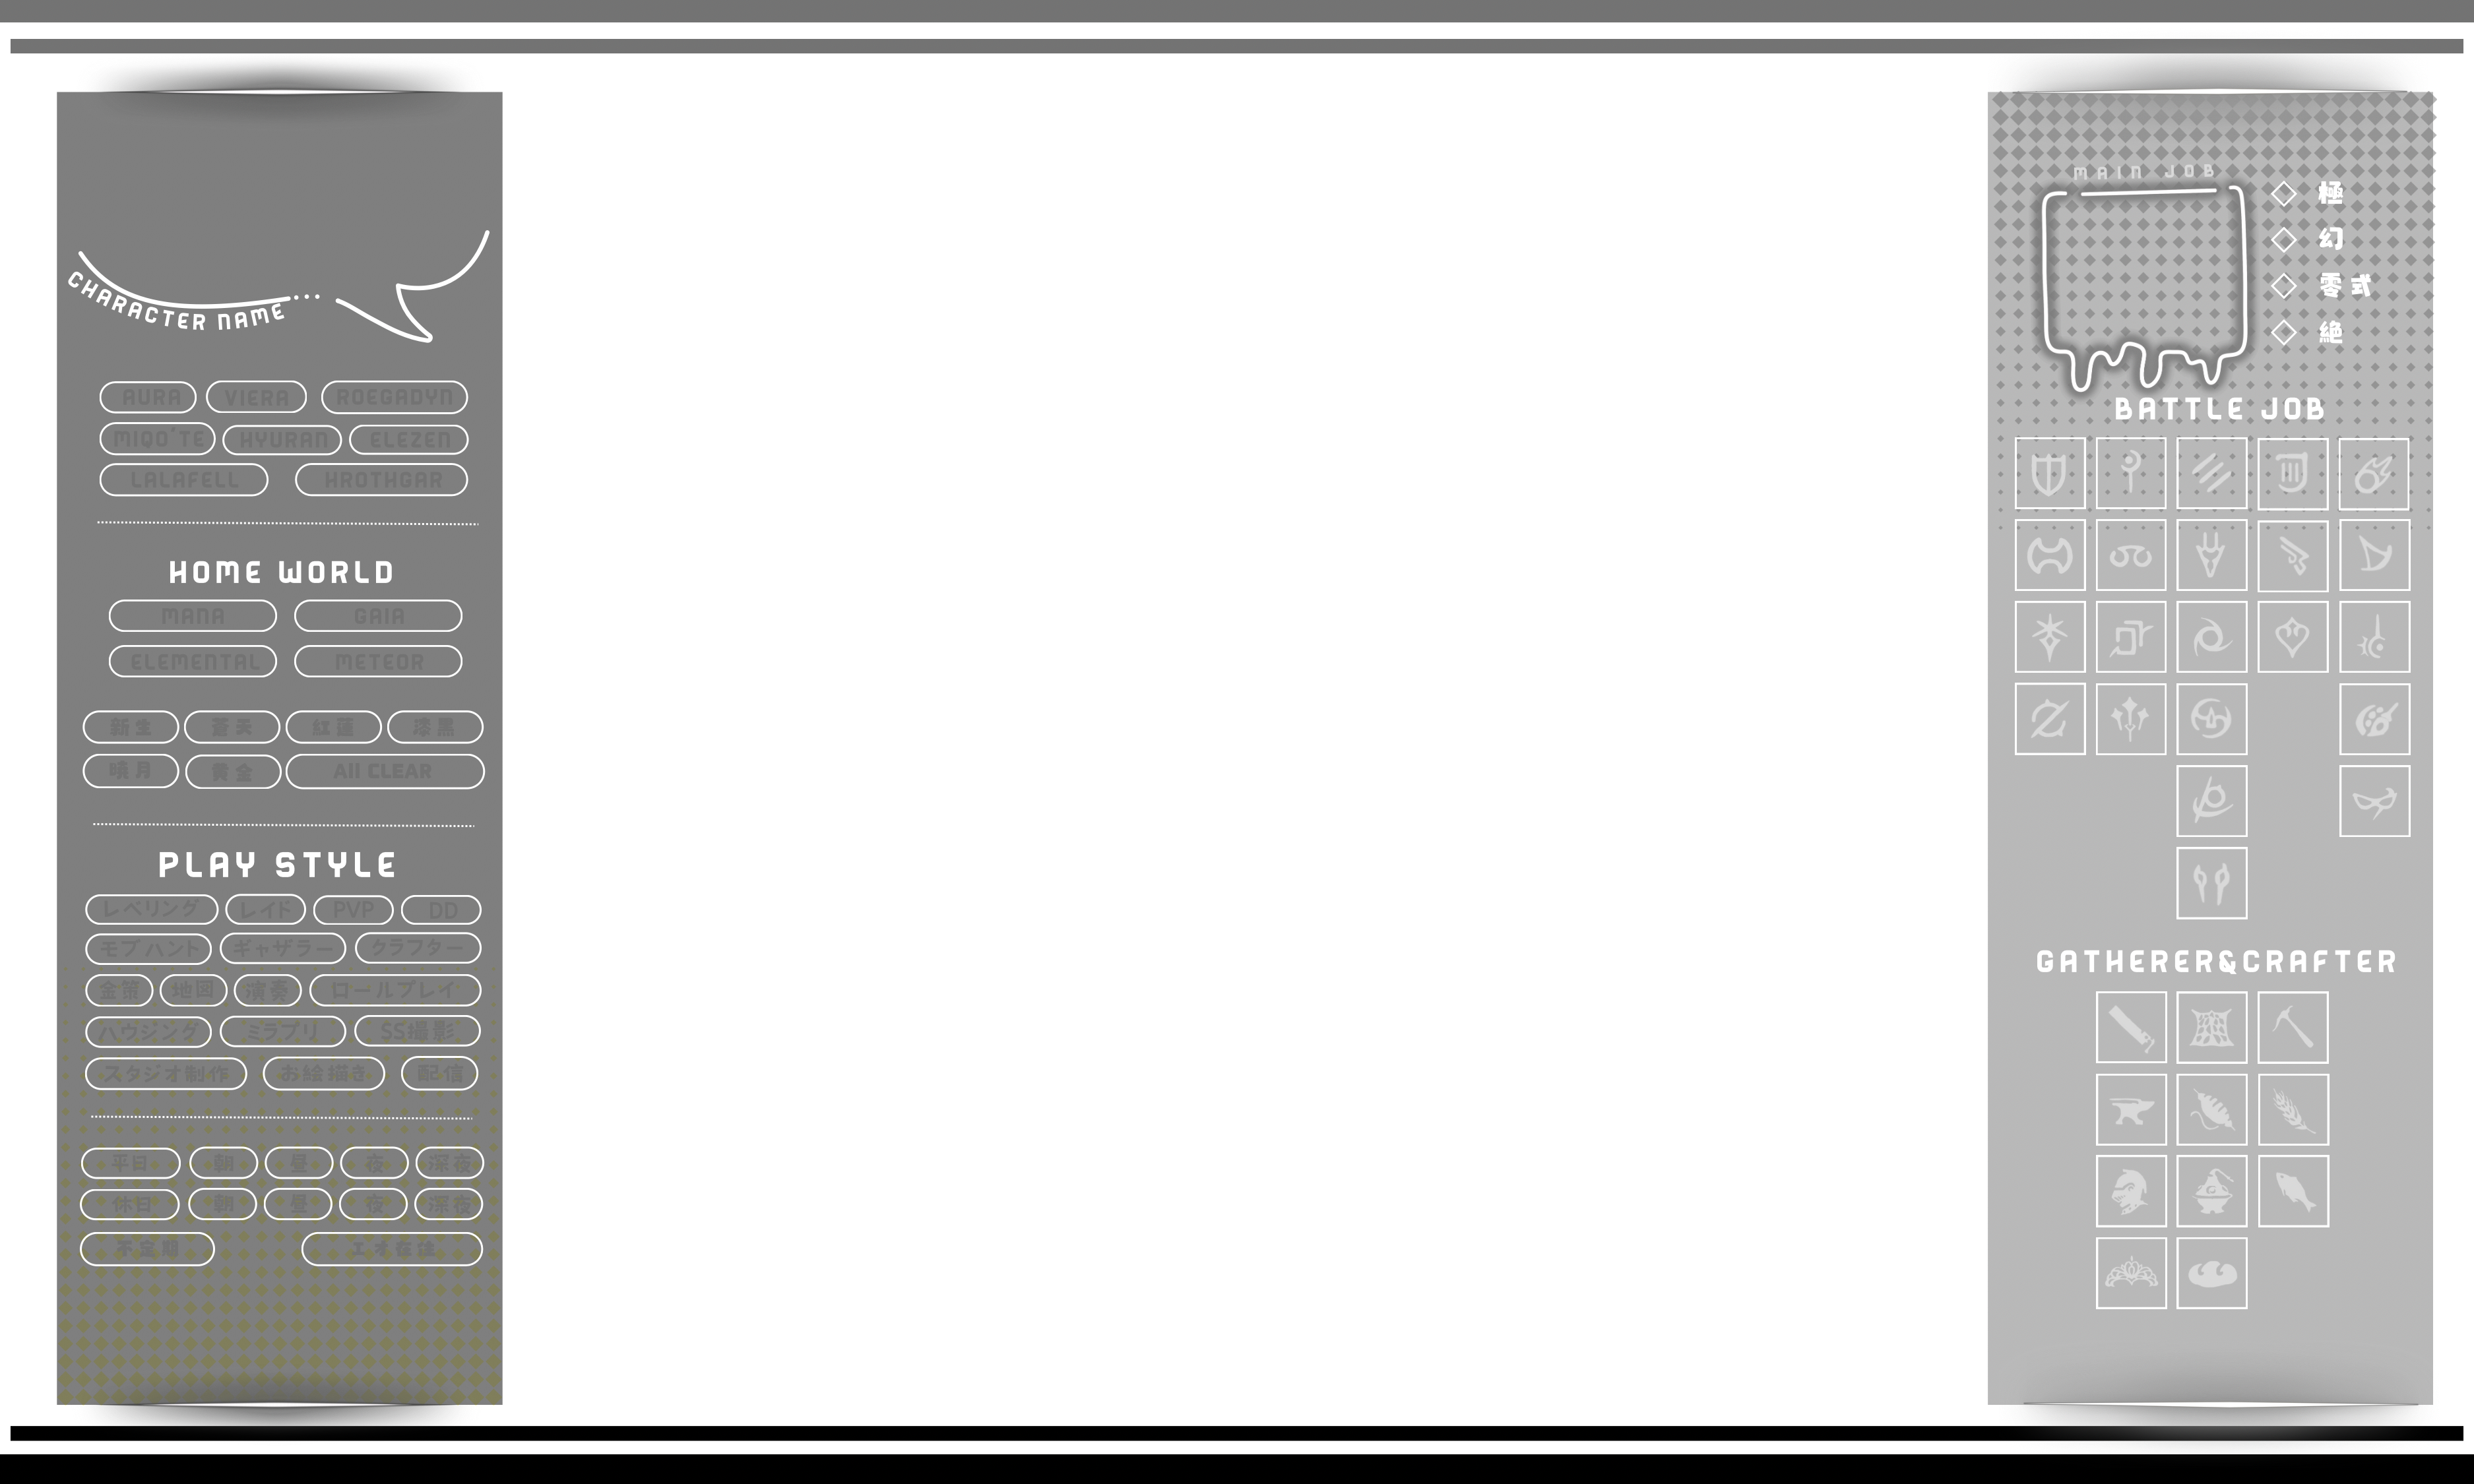 CHARACTER NAME
AURA VIERA ROEGADYN
MIQO'TE HYURAN ELEZEN
LALAFELL HROTHGAR
HOME WORLD
MANA GAIA
ELEMENTAL METEOR
新生 蒼天 紅蓮 漆黒
暁月 黄金 All CLEAR
PLAY STYLE
レベリング レイド PVP DD
モブハント ギャザラー クラフター
金策 地図 演奏 ロールプレイ
ハウジング ミラプリ SS撮影
スタジオ制作 お絵描き 配信
平日 朝 昼 夜 深夜
休日 朝 昼 夜 深夜
不定期 エオ在住
MAIN JOB
極
幻
零式
絶
BATTLE JOB
GATHERER&CRAFTER